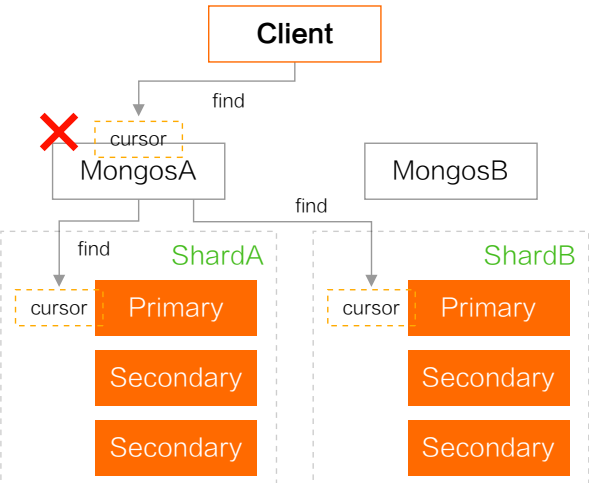 Client
find
cursor
MongosA
MongosB
find
find
ShardA
ShardB
cursor
Primary
cursor
Primary
Secondary
Secondary
Secondary
Secondary